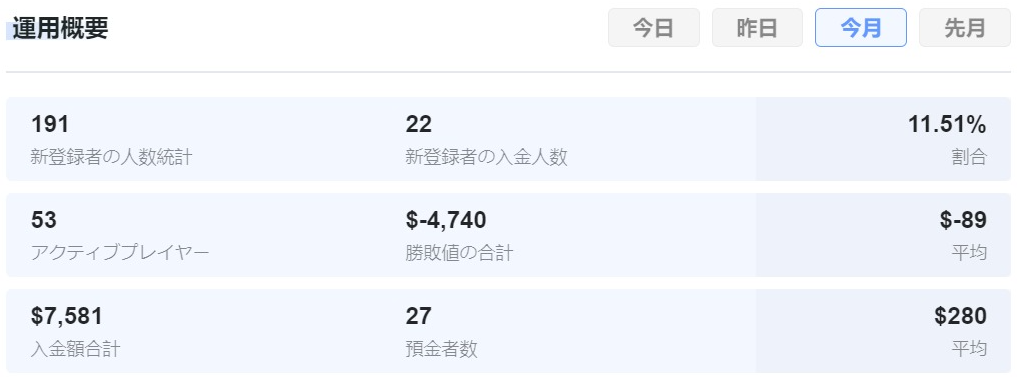 運用概要
今日 昨日 今月 先月
191 22 11.51%
新登録者の人数統計 新登録者の入金人数 割合
53 $-4,740 $-89
アクティブプレイヤー 勝敗値の合計 平均
$7,581 27 $280
入金額合計 預金者数 平均